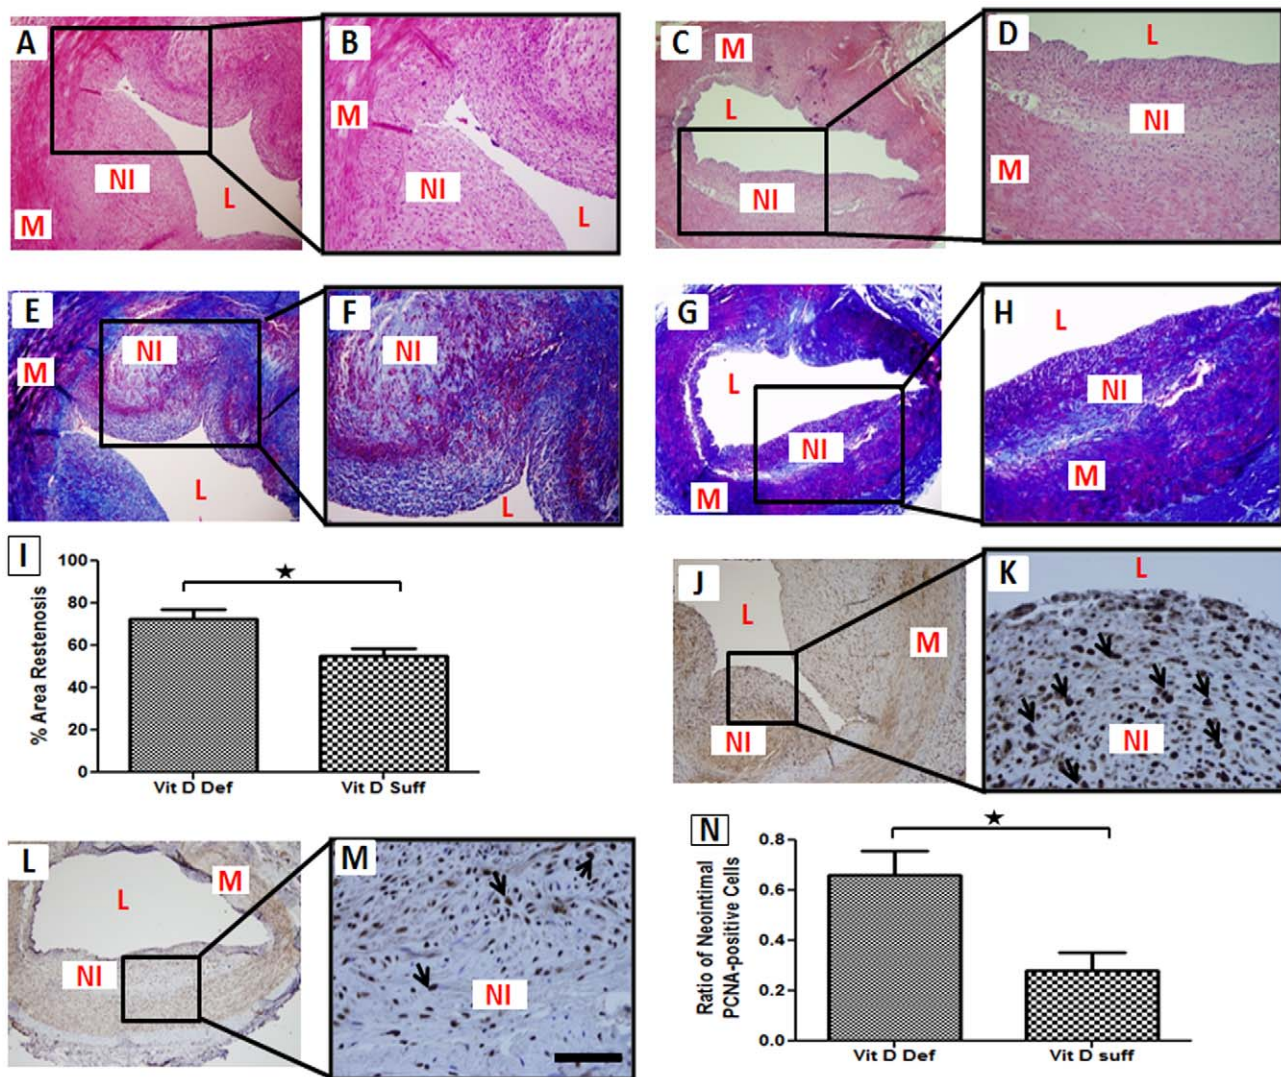 A
NI
L
M
B
M
NI
L
C
M
L
NI
D
L
NI
M
E
NI
M
L
F
NI
L
G
L
NI
M
H
L
NI
M
I
% Area Restenosis
100
80
60
40
20
0
★
Vit D Def
Vit D Suff
J
L
M
NI
K
L
NI
L
L
M
NI
M
NI
N
Ratio of Neointimal
PCNA-positive Cells
0.8
0.6
0.4
0.2
0.0
★
Vit D Def
Vit D suff